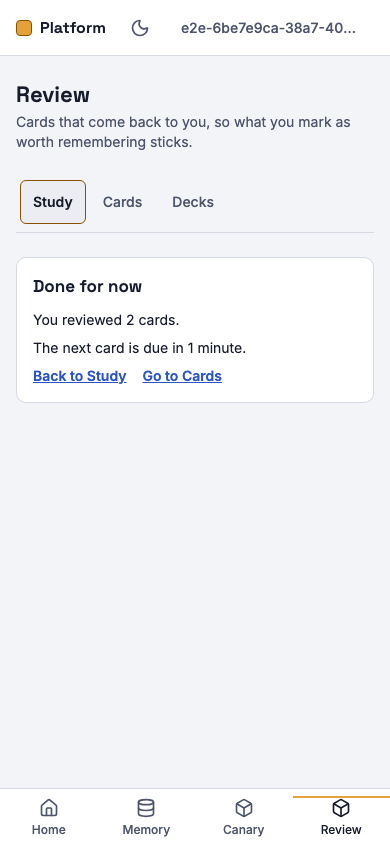 Platform
e2e-6be7e9ca-38a7-40...
Review
Cards that come back to you, so what you mark as
worth remembering sticks.
Study
Cards
Decks
Done for now
You reviewed 2 cards.
The next card is due in 1 minute.
Back to Study
Go to Cards
Home
Memory
Canary
Review